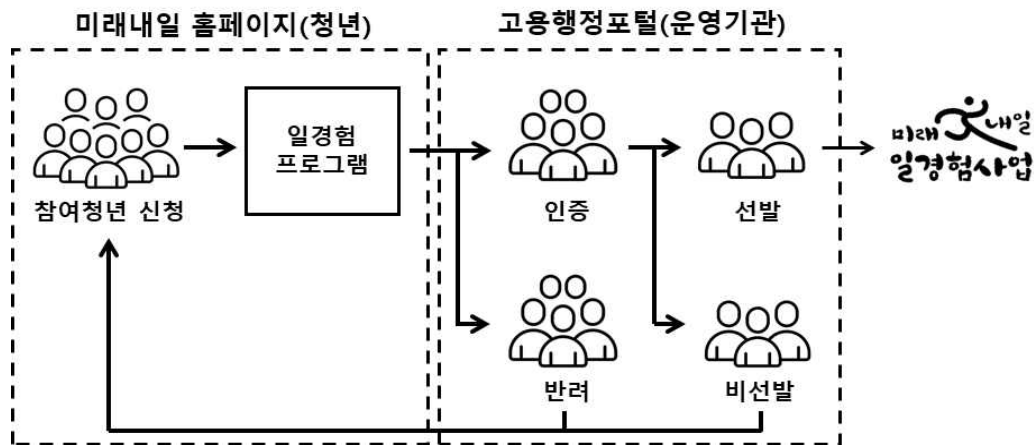 미래내일 홈페이지(청년)
고용행정포털(운영기관)
일경험
프로그램
참여청년 신청
인증
선발
미래 내일
일경험사업
반려
비선발